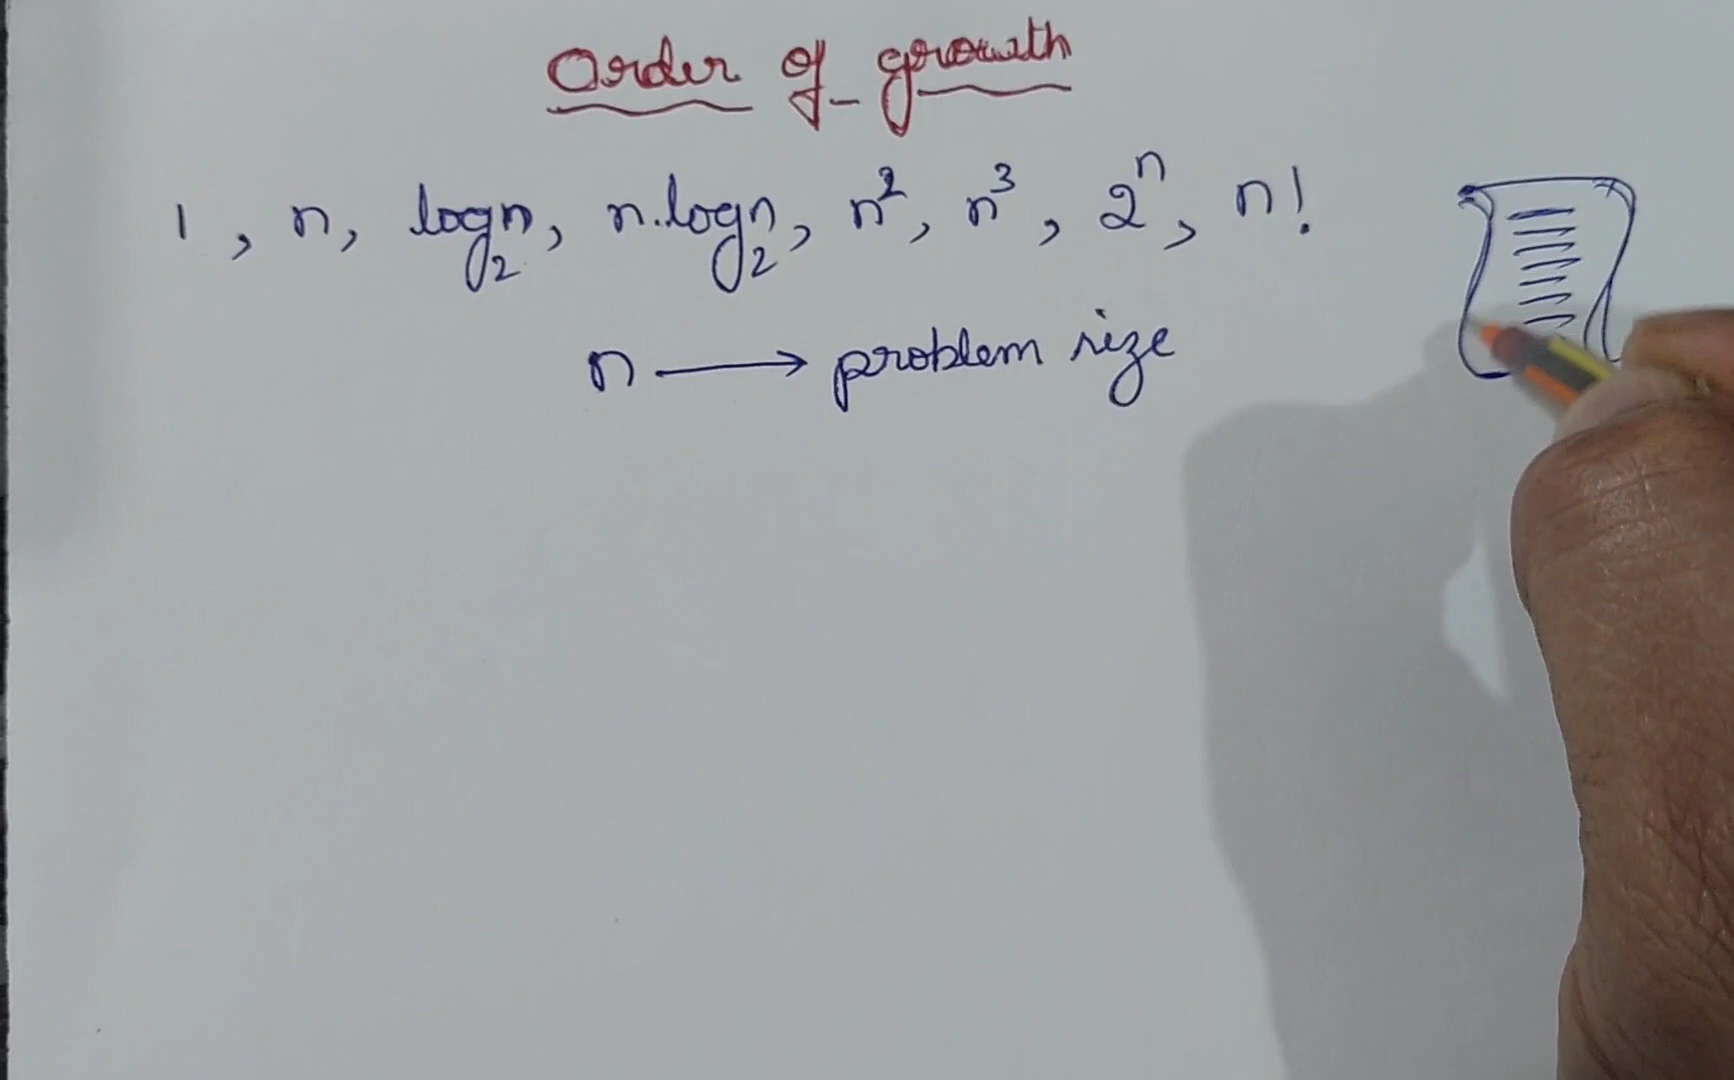 Order of growth
1, n, log₂n, n.log₂n, n², n³, 2ⁿ, n!
n → problem size